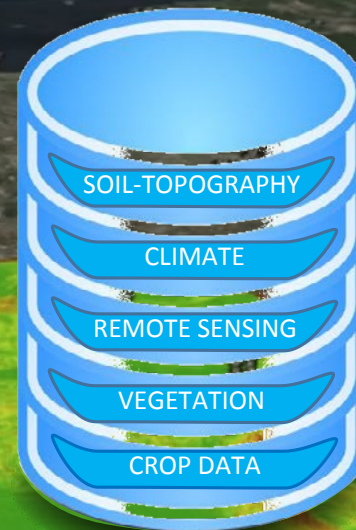 SOIL-TOPOGRAPHY
CLIMATE
REMOTE SENSING
VEGETATION
CROP DATA